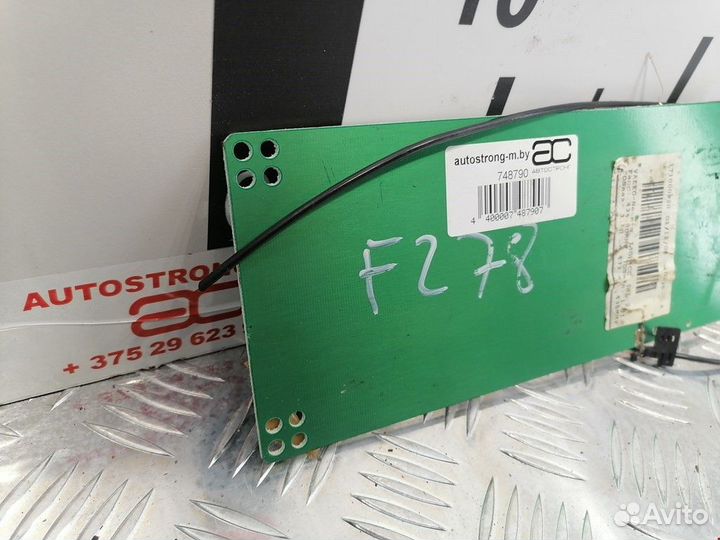 10
autostrong-m.by
AC
748790
АВТОСТРОНГ
4 400007 487907
F278
AUTOSTRONG
AC
+ 375 29 623
Avito